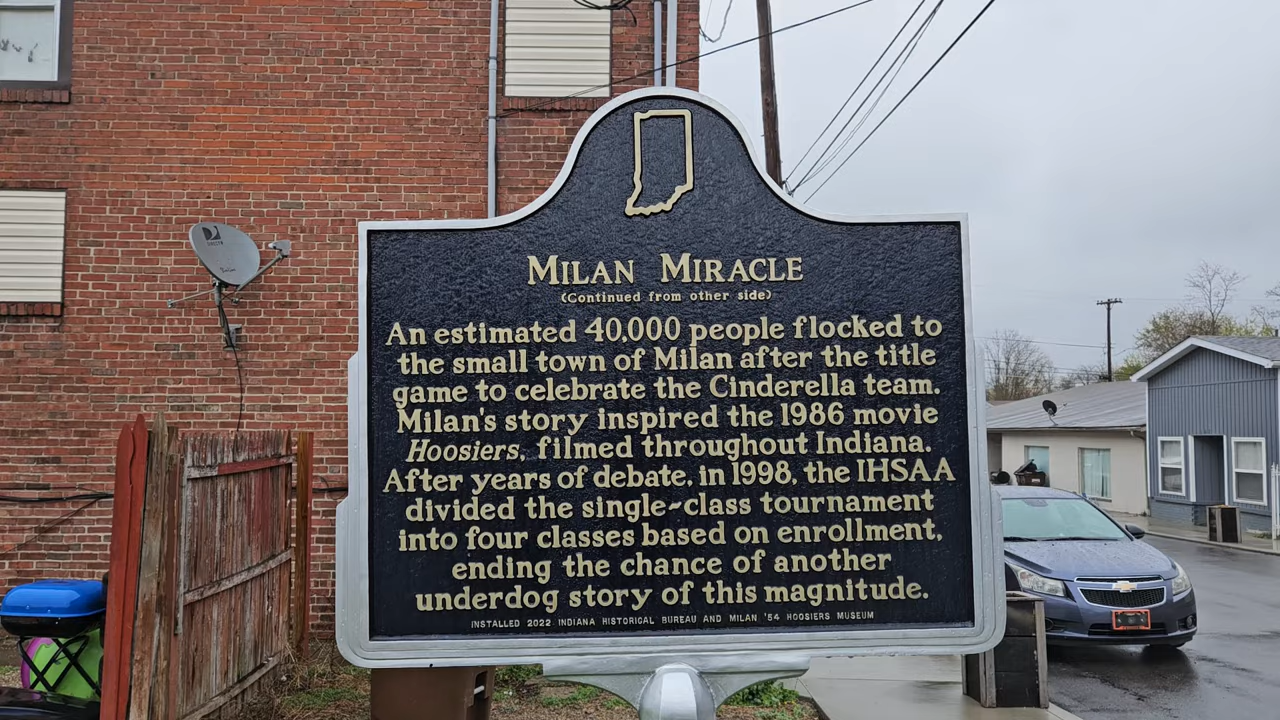 Milan Miracle
(Continued from other side)
An estimated 40,000 people flocked to
the small town of Milan after the title
game to celebrate the Cinderella team.
Milan's story inspired the 1986 movie
Hoosiers, filmed throughout Indiana.
After years of debate, in 1998, the IHSAA
divided the single-class tournament
into four classes based on enrollment,
ending the chance of another
underdog story of this magnitude.
INSTALLED 2022 INDIANA HISTORICAL BUREAU AND MILAN '54 HOOSIERS MUSEUM